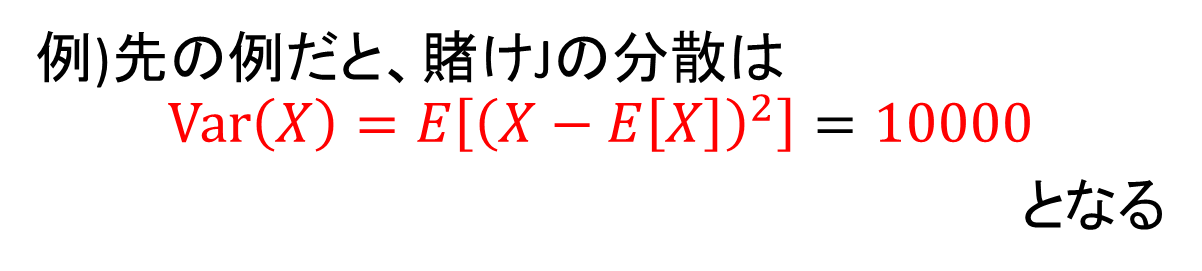 例)先の例だと、賭けJの分散は
Var(X) = E[(X − E[X])²] = 10000
となる